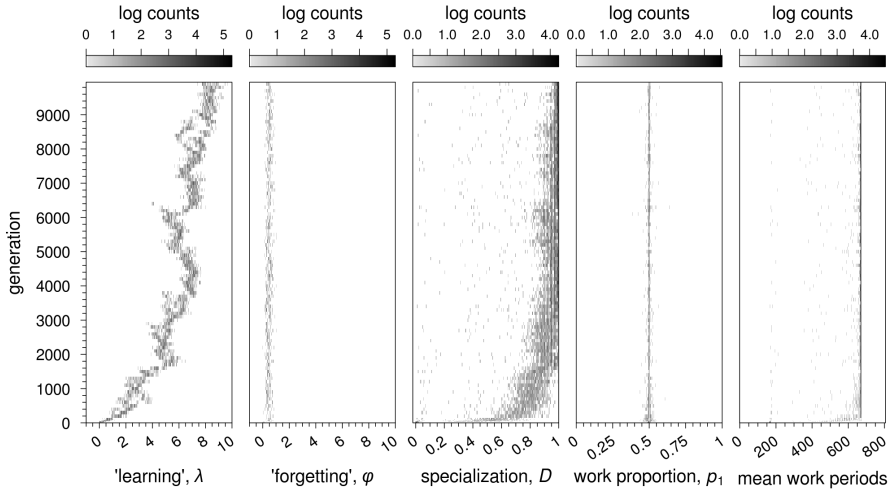 log counts log counts log counts log counts log counts
0 1 2 3 4 5 0 1 2 3 4 5 0.0 1.0 2.0 3.0 4.0 0.0 1.0 2.0 3.0 4.0 0.0 1.0 2.0 3.0 4.0
9000
8000
7000
6000
5000
4000
3000
2000
1000
0
generation
0 2 4 6 8 10 0 2 4 6 8 10 0 0.2 0.4 0.6 0.8 1 0 0.25 0.5 0.75 1 0 200 400 600 800
'learning', λ 'forgetting', φ specialization, D work proportion, p₁ mean work periods